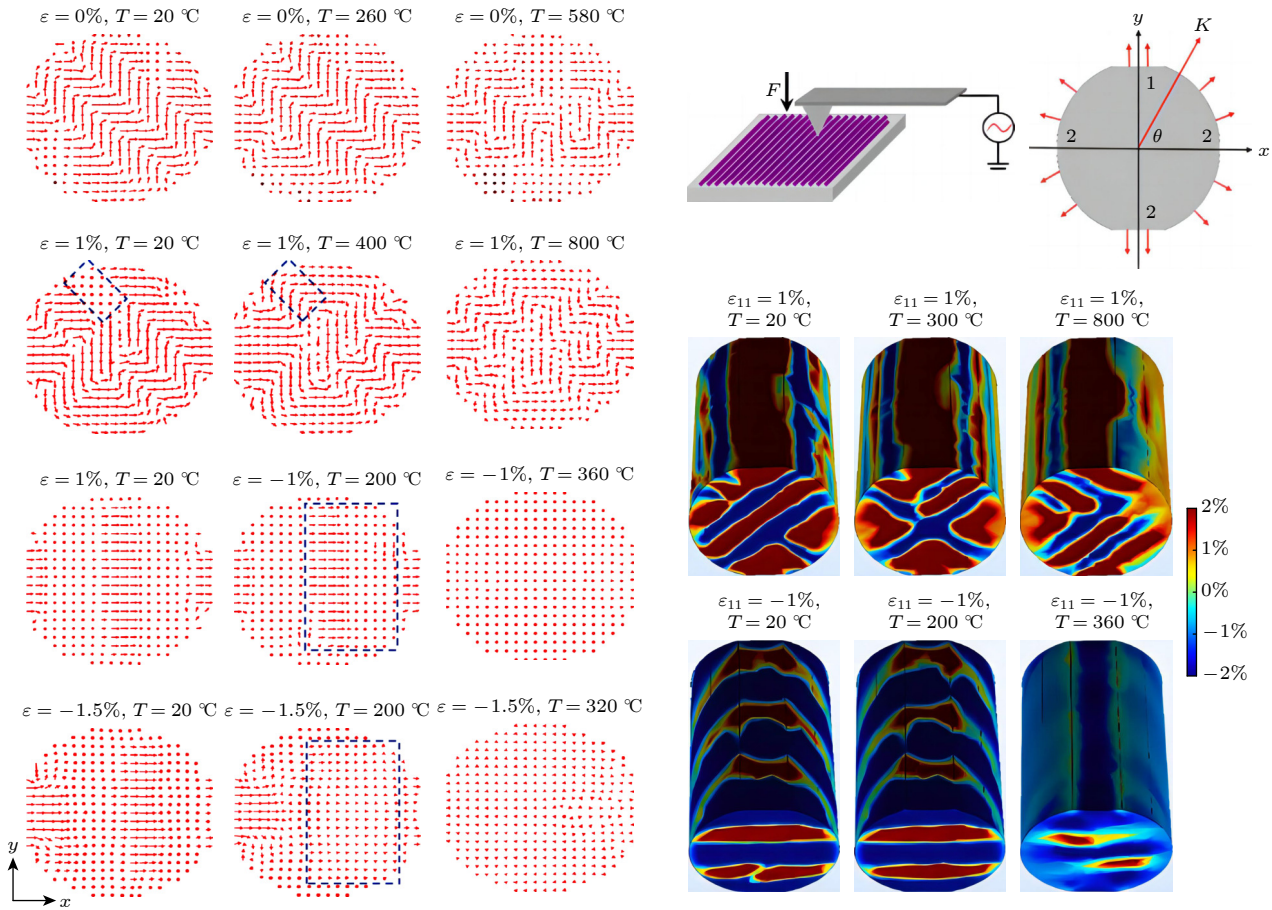 ε = 0%, T = 20 ℃
ε = 0%, T = 260 ℃
ε = 0%, T = 580 ℃
ε = 1%, T = 20 ℃
ε = 1%, T = 400 ℃
ε = 1%, T = 800 ℃
ε = 1%, T = 20 ℃
ε = −1%, T = 200 ℃
ε = −1%, T = 360 ℃
ε = −1.5%, T = 20 ℃
ε = −1.5%, T = 200 ℃
ε = −1.5%, T = 320 ℃
y
x
F
y
K
1
2
θ
2
x
2
ε₁₁ = 1%,
T = 20 ℃
ε₁₁ = 1%,
T = 300 ℃
ε₁₁ = 1%,
T = 800 ℃
2%
1%
0%
−1%
−2%
ε₁₁ = −1%,
T = 20 ℃
ε₁₁ = −1%,
T = 200 ℃
ε₁₁ = −1%,
T = 360 ℃